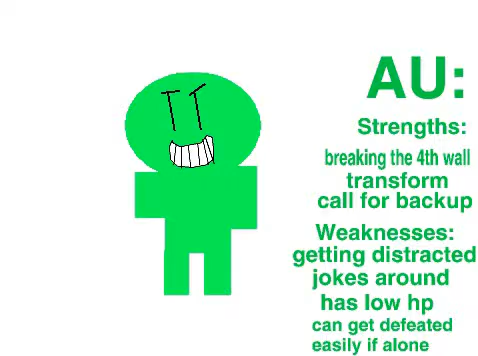 AU:
Strengths:
breaking the 4th wall
transform
call for backup
Weaknesses:
getting distracted
jokes around
has low hp
can get defeated
easily if alone